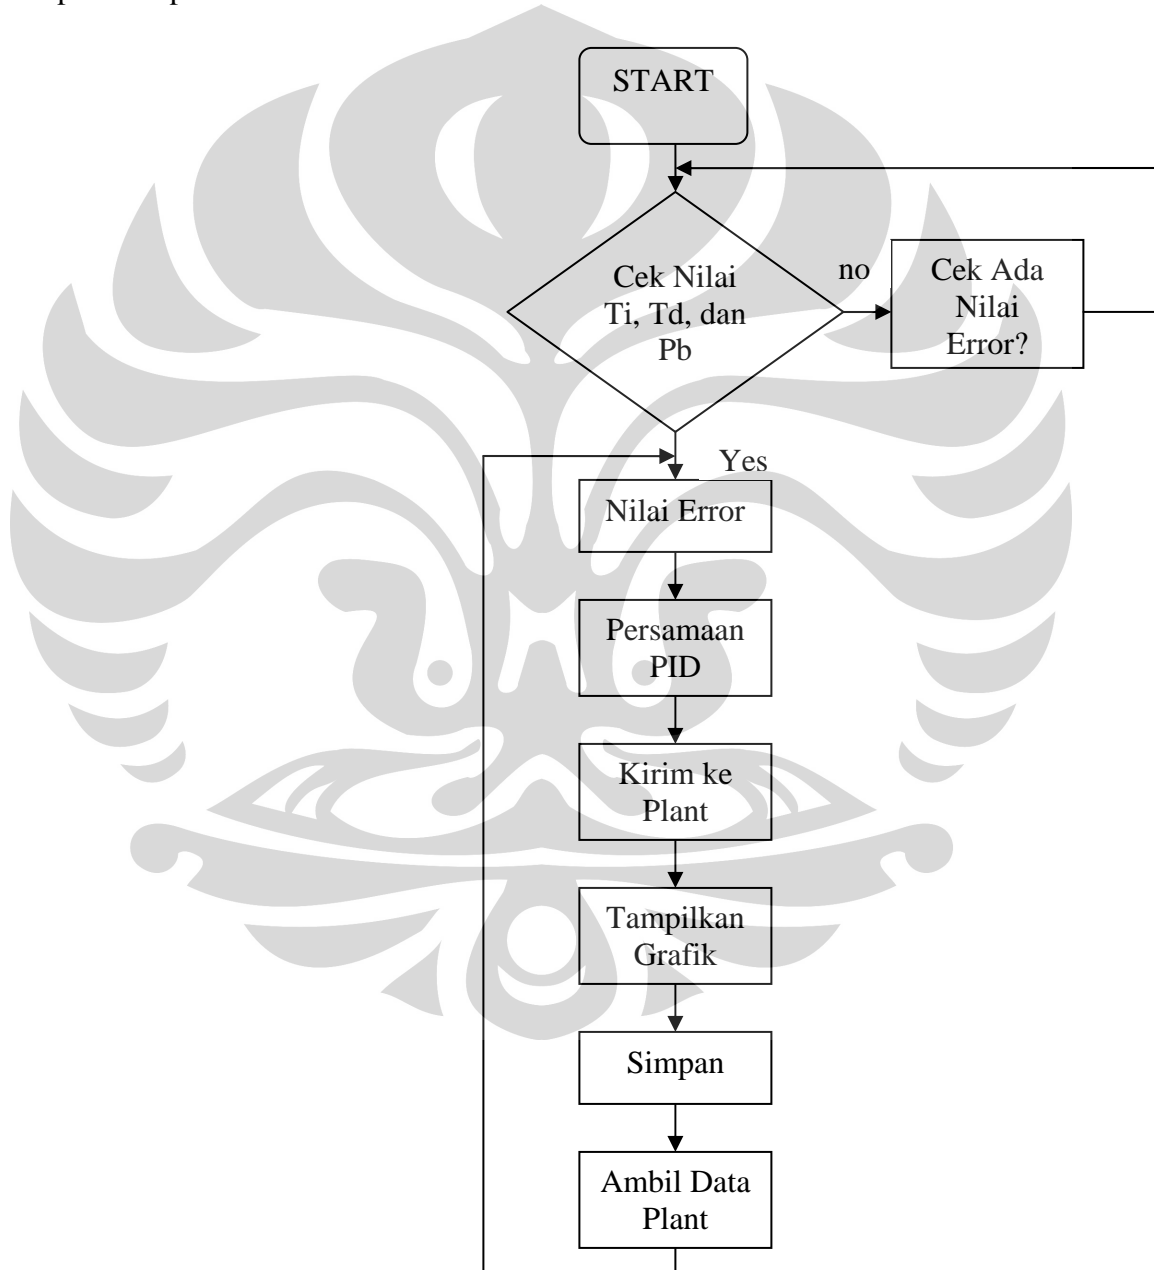 START
Cek Nilai
Ti, Td, dan
Pb
no
Cek Ada
Nilai
Error?
Yes
Nilai Error
Persamaan
PID
Kirim ke
Plant
Tampilkan
Grafik
Simpan
Ambil Data
Plant